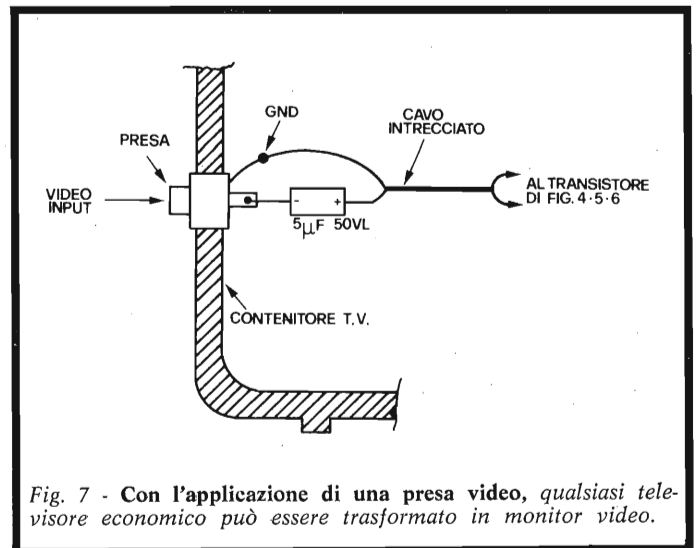 GND
CAVO
INTRECCIATO
PRESA
VIDEO
INPUT
AL TRANSISTORE
DI FIG. 4·5·6
- +
5μF 50VL
CONTENITORE T.V.
Fig. 7 - Con l'applicazione di una presa video, qualsiasi tele-
visore economico può essere trasformato in monitor video.